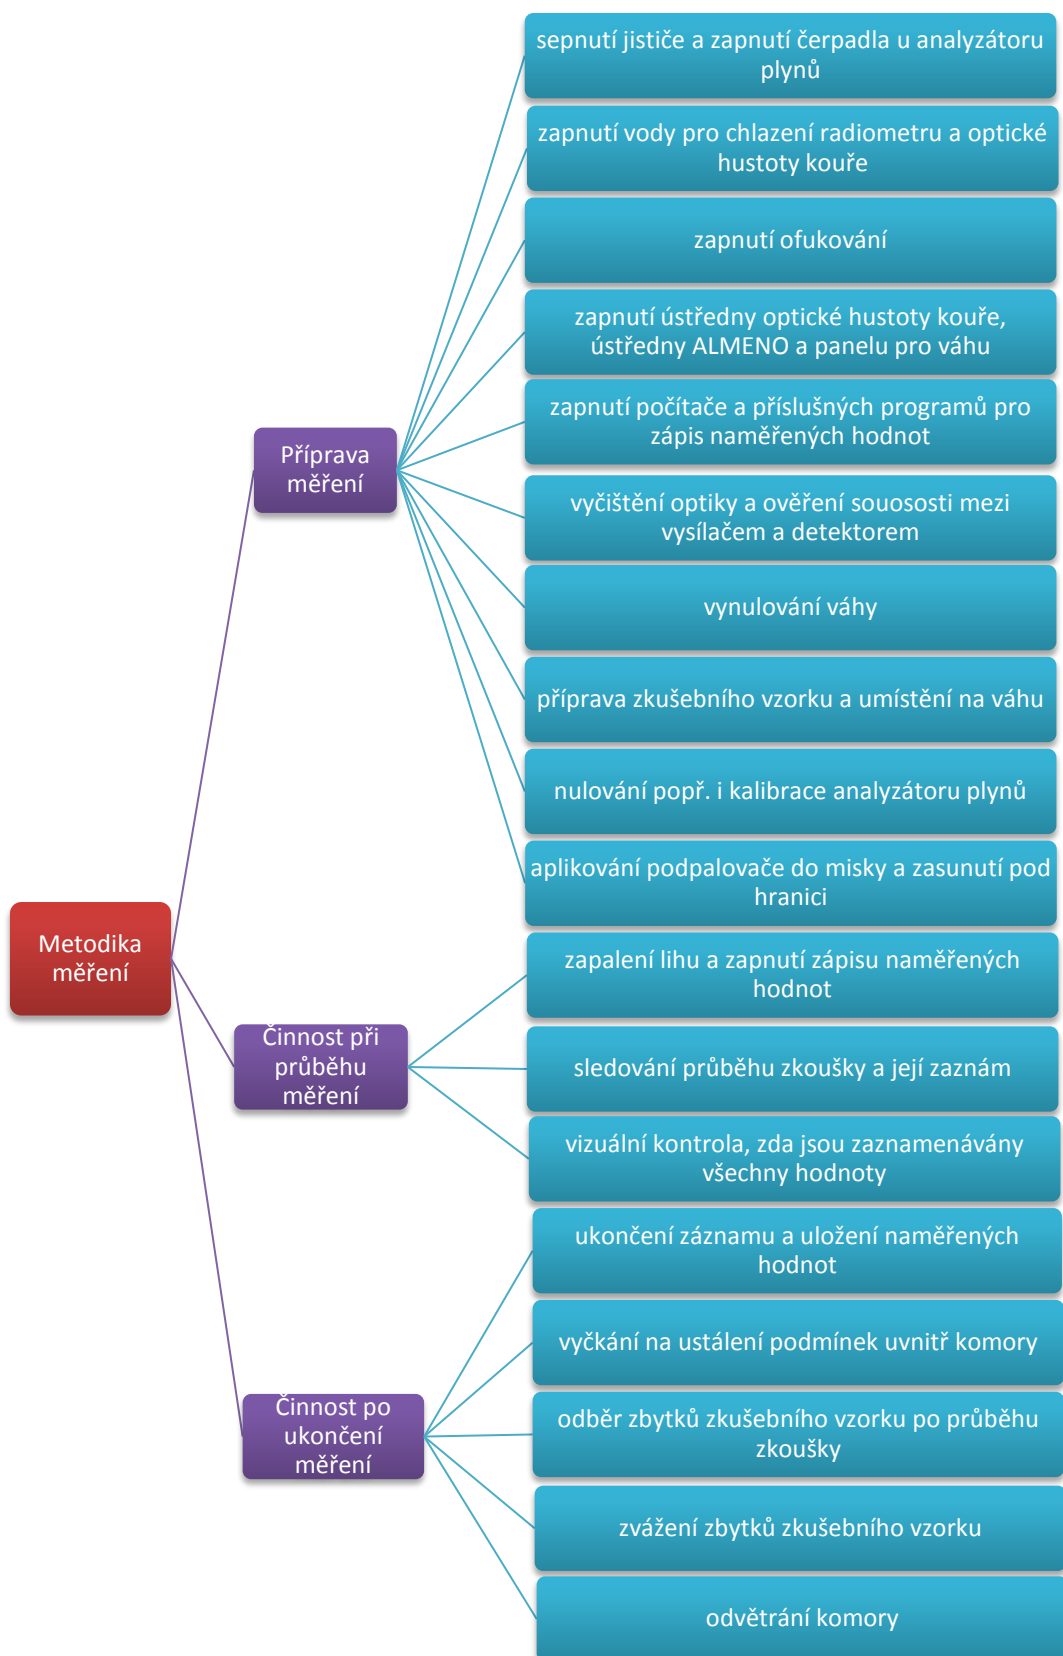 Metodika
měření
Příprava
měření
sepnutí jističe a zapnutí čerpadla u analyzátoru
plynů
zapnutí vody pro chlazení radiometru a optické
hustoty kouře
zapnutí ofukování
zapnutí ústředny optické hustoty kouře,
ústředny ALMENO a panelu pro váhu
zapnutí počítače a příslušných programů pro
zápis naměřených hodnot
vyčištění optiky a ověření souososti mezi
vysílačem a detektorem
vynulování váhy
příprava zkušebního vzorku a umístění na váhu
nulování popř. i kalibrace analyzátoru plynů
aplikování podpalovače do misky a zasunutí pod
hranici
Činnost při
průběhu
měření
zapalení lihu a zapnutí zápisu naměřených
hodnot
sledování průběhu zkoušky a její zaznám
vizuální kontrola, zda jsou zaznamenávány
všechny hodnoty
Činnost po
ukončení
měření
ukončení záznamu a uložení naměřených
hodnot
vyčkání na ustálení podmínek uvnitř komory
odběr zbytků zkušebního vzorku po průběhu
zkoušky
zvážení zbytků zkušebního vzorku
odvětrání komory